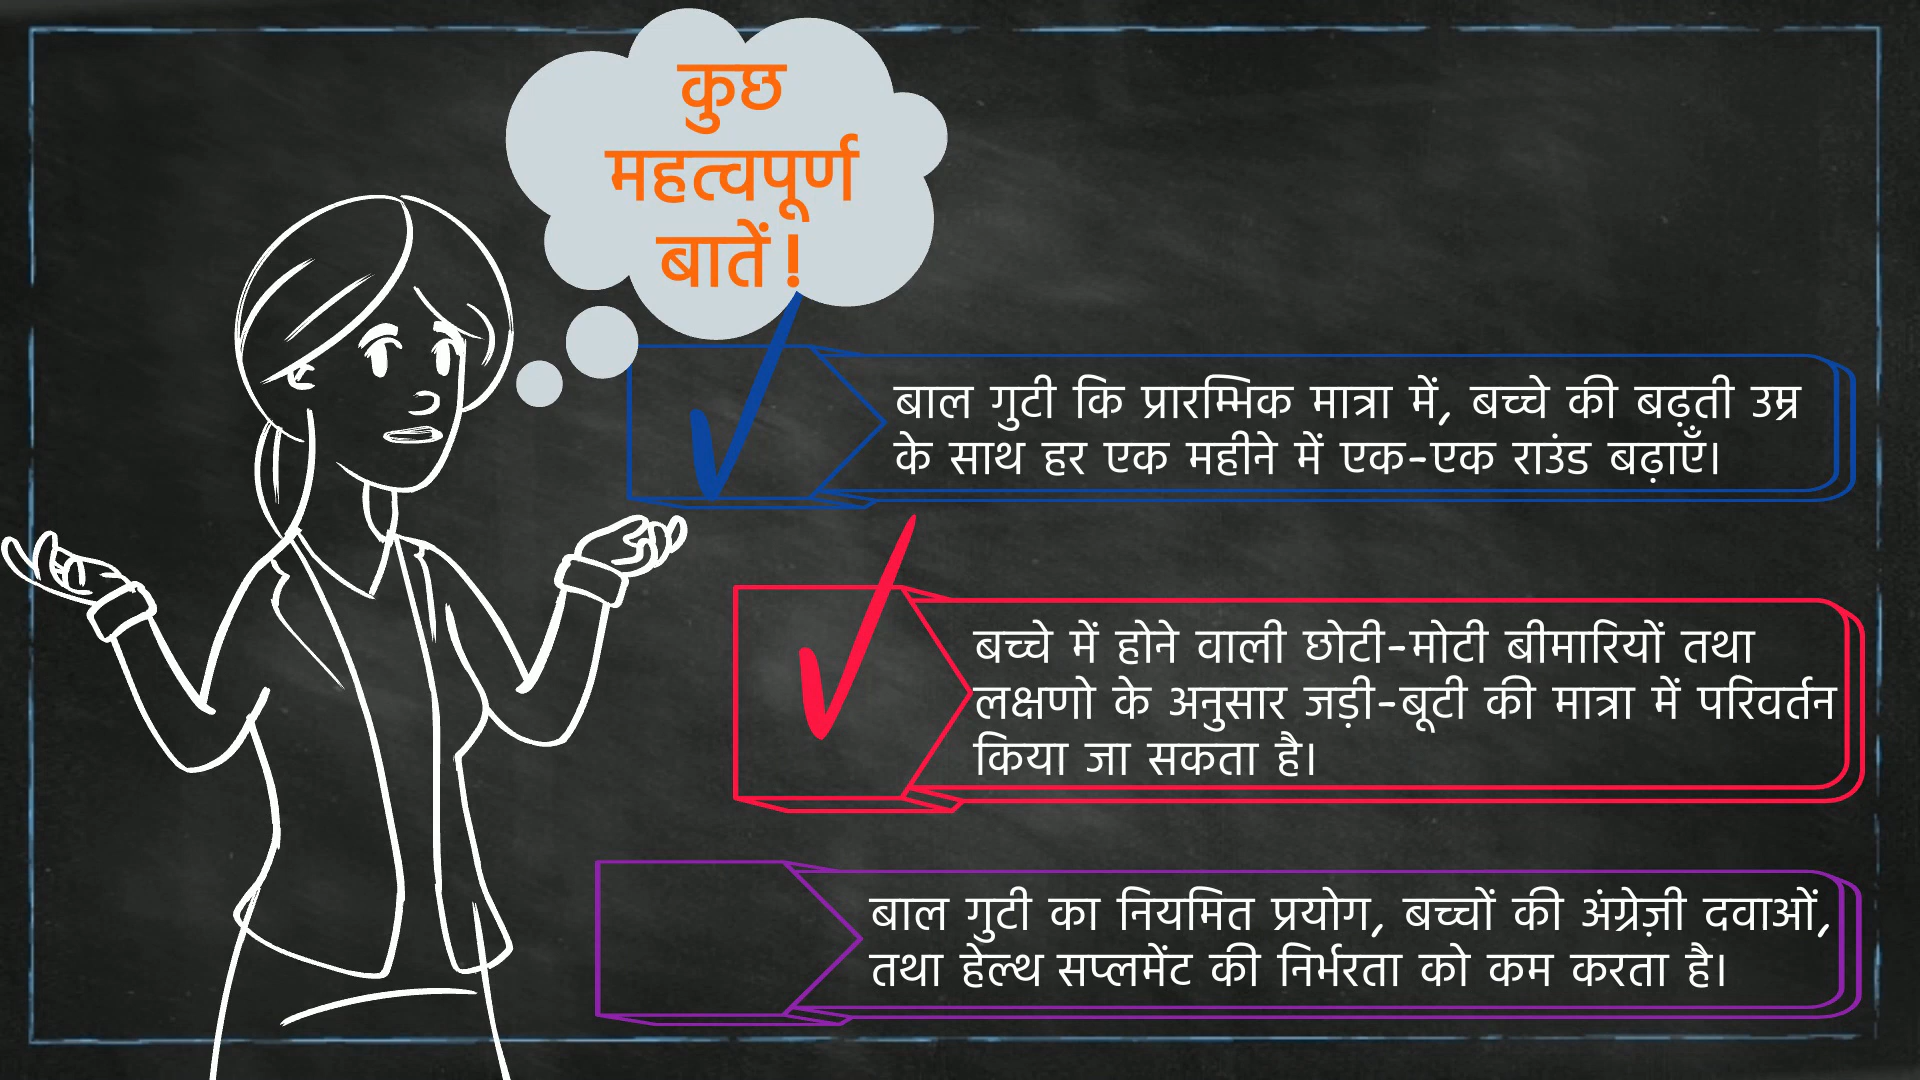 कुछ
महत्वपूर्ण
बातें !
बाल गुटी कि प्रारम्भिक मात्रा में, बच्चे की बढ़ती उम्र
के साथ हर एक महीने में एक-एक राउंड बढ़ाएँ।
बच्चे में होने वाली छोटी-मोटी बीमारियों तथा
लक्षणो के अनुसार जड़ी-बूटी की मात्रा में परिवर्तन
किया जा सकता है।
बाल गुटी का नियमित प्रयोग, बच्चों की अंग्रेज़ी दवाओं,
तथा हेल्थ सप्लमेंट की निर्भरता को कम करता है।